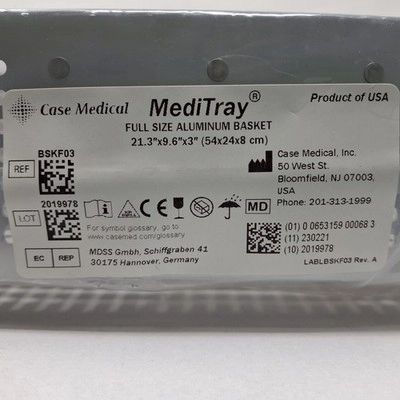 Case Medical
MediTray®
Product of USA
FULL SIZE ALUMINUM BASKET
21.3"x9.6"x3" (54x24x8 cm)
REF
BSKF03
Case Medical, Inc.
50 West St.
Bloomfield, NJ 07003,
USA
Phone: 201-313-1999
LOT
2019978
MD
For symbol glossary, go to
www.casemed.com/glossary
(01) 0 0653159 00068 3
(11) 230221
(10) 2019978
EC REP
MDSS Gmbh, Schiffgraben 41
30175 Hannover, Germany
LABLBSKF03 Rev. A